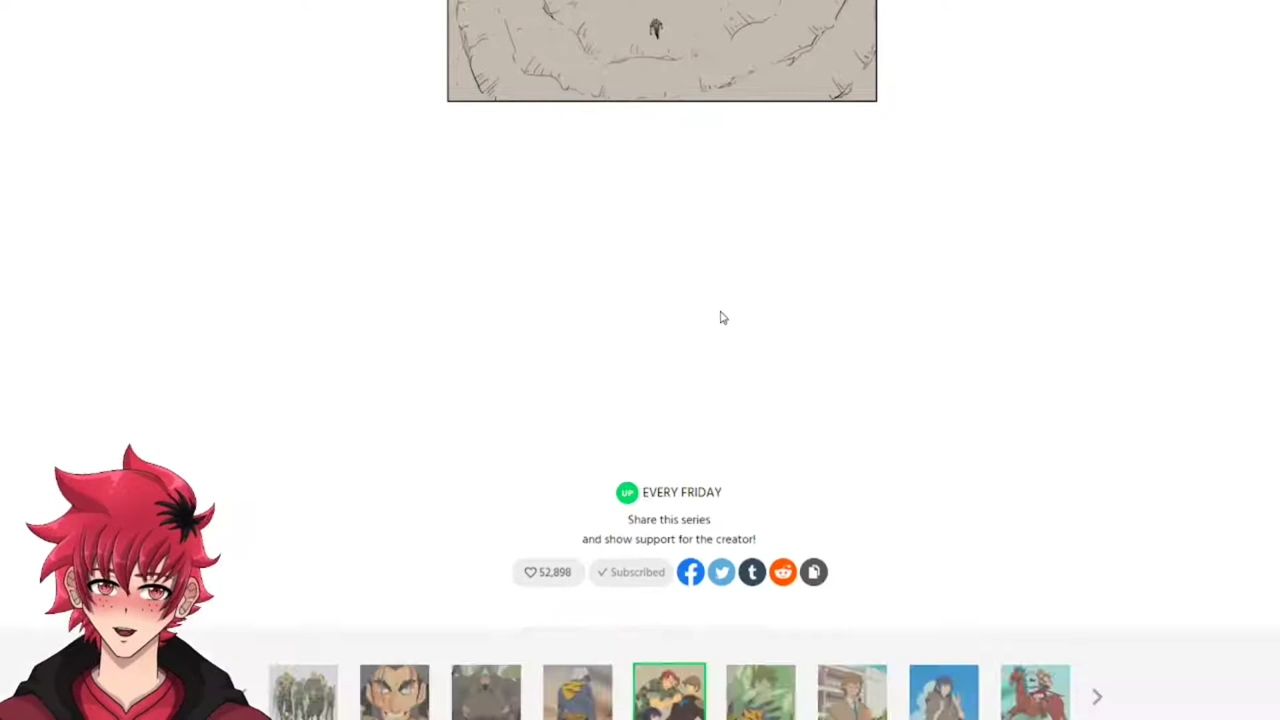 UP EVERY FRIDAY
Share this series
and show support for the creator!
52,898 Subscribed